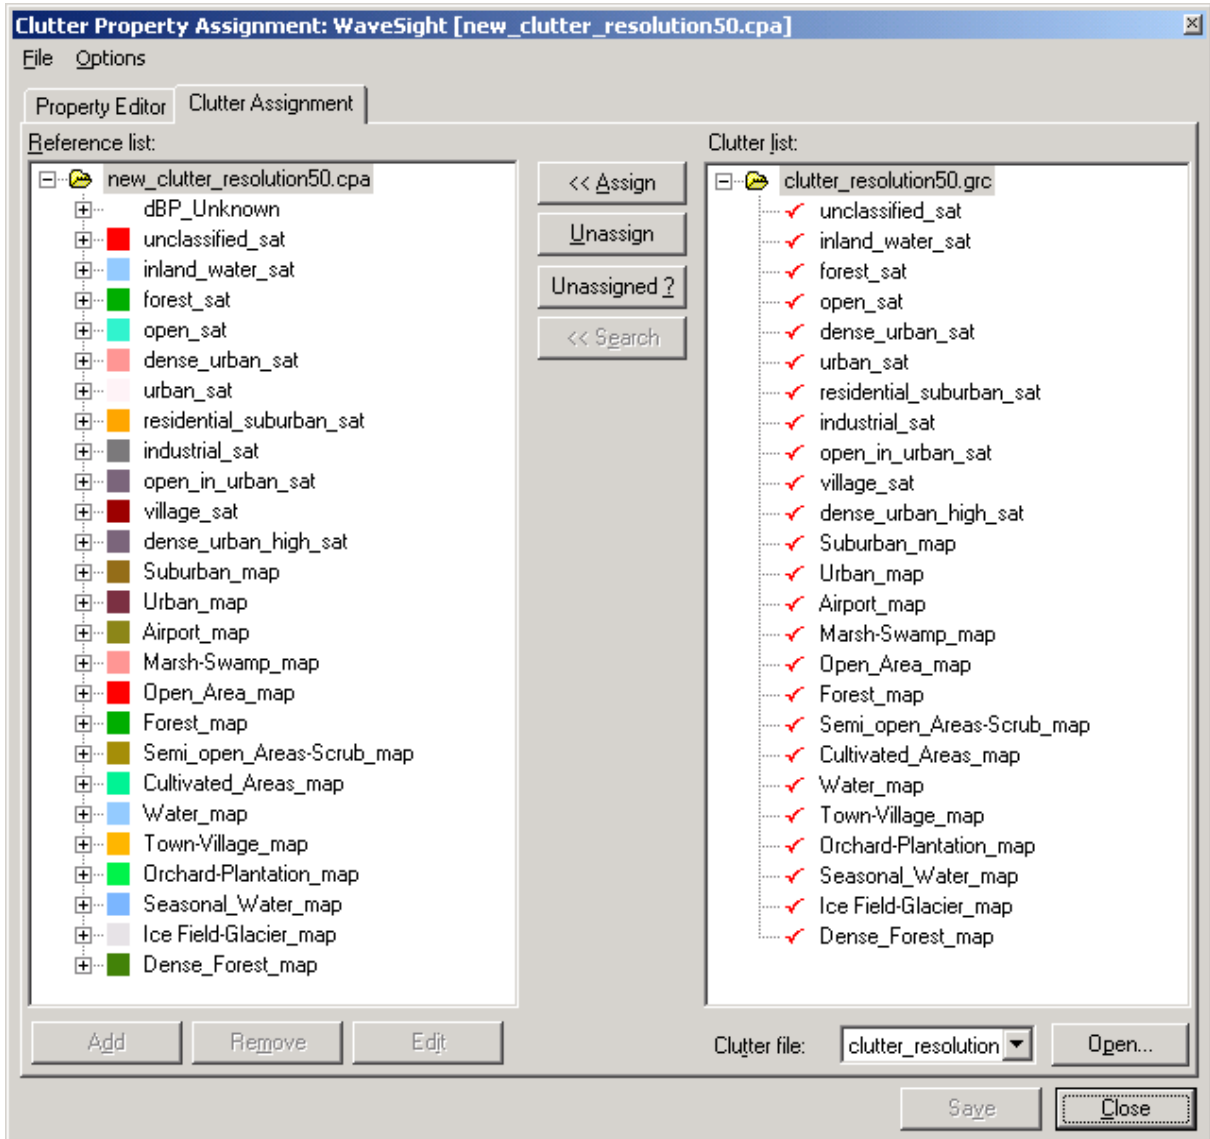 Clutter Property Assignment: WaveSight [new_clutter_resolution50.cpa]
File Options
Property Editor Clutter Assignment
Reference list:
new_clutter_resolution50.cpa
dBP_Unknown
unclassified_sat
inland_water_sat
forest_sat
open_sat
dense_urban_sat
urban_sat
residential_suburban_sat
industrial_sat
open_in_urban_sat
village_sat
dense_urban_high_sat
Suburban_map
Urban_map
Airport_map
Marsh-Swamp_map
Open_Area_map
Forest_map
Semi_open_Areas-Scrub_map
Cultivated_Areas_map
Water_map
Town-Village_map
Orchard-Plantation_map
Seasonal_Water_map
Ice Field-Glacier_map
Dense_Forest_map
Add Remove Edit
<< Assign
Unassign
Unassigned ?
<< Search
Clutter list:
clutter_resolution50.grc
unclassified_sat
inland_water_sat
forest_sat
open_sat
dense_urban_sat
urban_sat
residential_suburban_sat
industrial_sat
open_in_urban_sat
village_sat
dense_urban_high_sat
Suburban_map
Urban_map
Airport_map
Marsh-Swamp_map
Open_Area_map
Forest_map
Semi_open_Areas-Scrub_map
Cultivated_Areas_map
Water_map
Town-Village_map
Orchard-Plantation_map
Seasonal_Water_map
Ice Field-Glacier_map
Dense_Forest_map
Clutter file: clutter_resolution Open...
Save Close